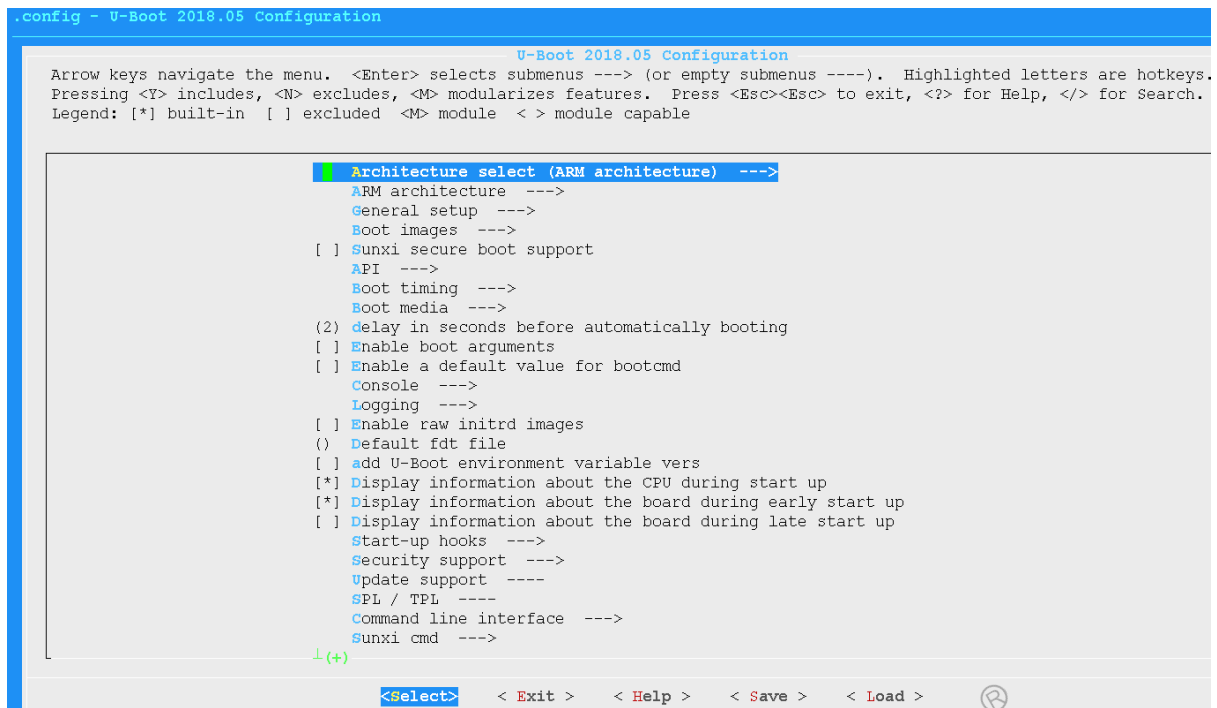 .config - U-Boot 2018.05 Configuration
U-Boot 2018.05 Configuration
Arrow keys navigate the menu.  <Enter> selects submenus ---> (or empty submenus ----).  Highlighted letters are hotkeys.
Pressing <Y> includes, <N> excludes, <M> modularizes features.  Press <Esc><Esc> to exit, <?> for Help, </> for Search.
Legend: [*] built-in  [ ] excluded  <M> module  < > module capable
Architecture select (ARM architecture)  --->
ARM architecture  --->
General setup  --->
Boot images  --->
[ ] Sunxi secure boot support
API  --->
Boot timing  --->
Boot media  --->
(2) delay in seconds before automatically booting
[ ] Enable boot arguments
[ ] Enable a default value for bootcmd
Console  --->
Logging  --->
[ ] Enable raw initrd images
()  Default fdt file
[ ] add U-Boot environment variable vers
[*] Display information about the CPU during start up
[*] Display information about the board during early start up
[ ] Display information about the board during late start up
Start-up hooks  --->
Security support  --->
Update support  ----
SPL / TPL  ----
Command line interface  --->
Sunxi cmd  --->
┴(+)
<Select>    < Exit >    < Help >    < Save >    < Load >